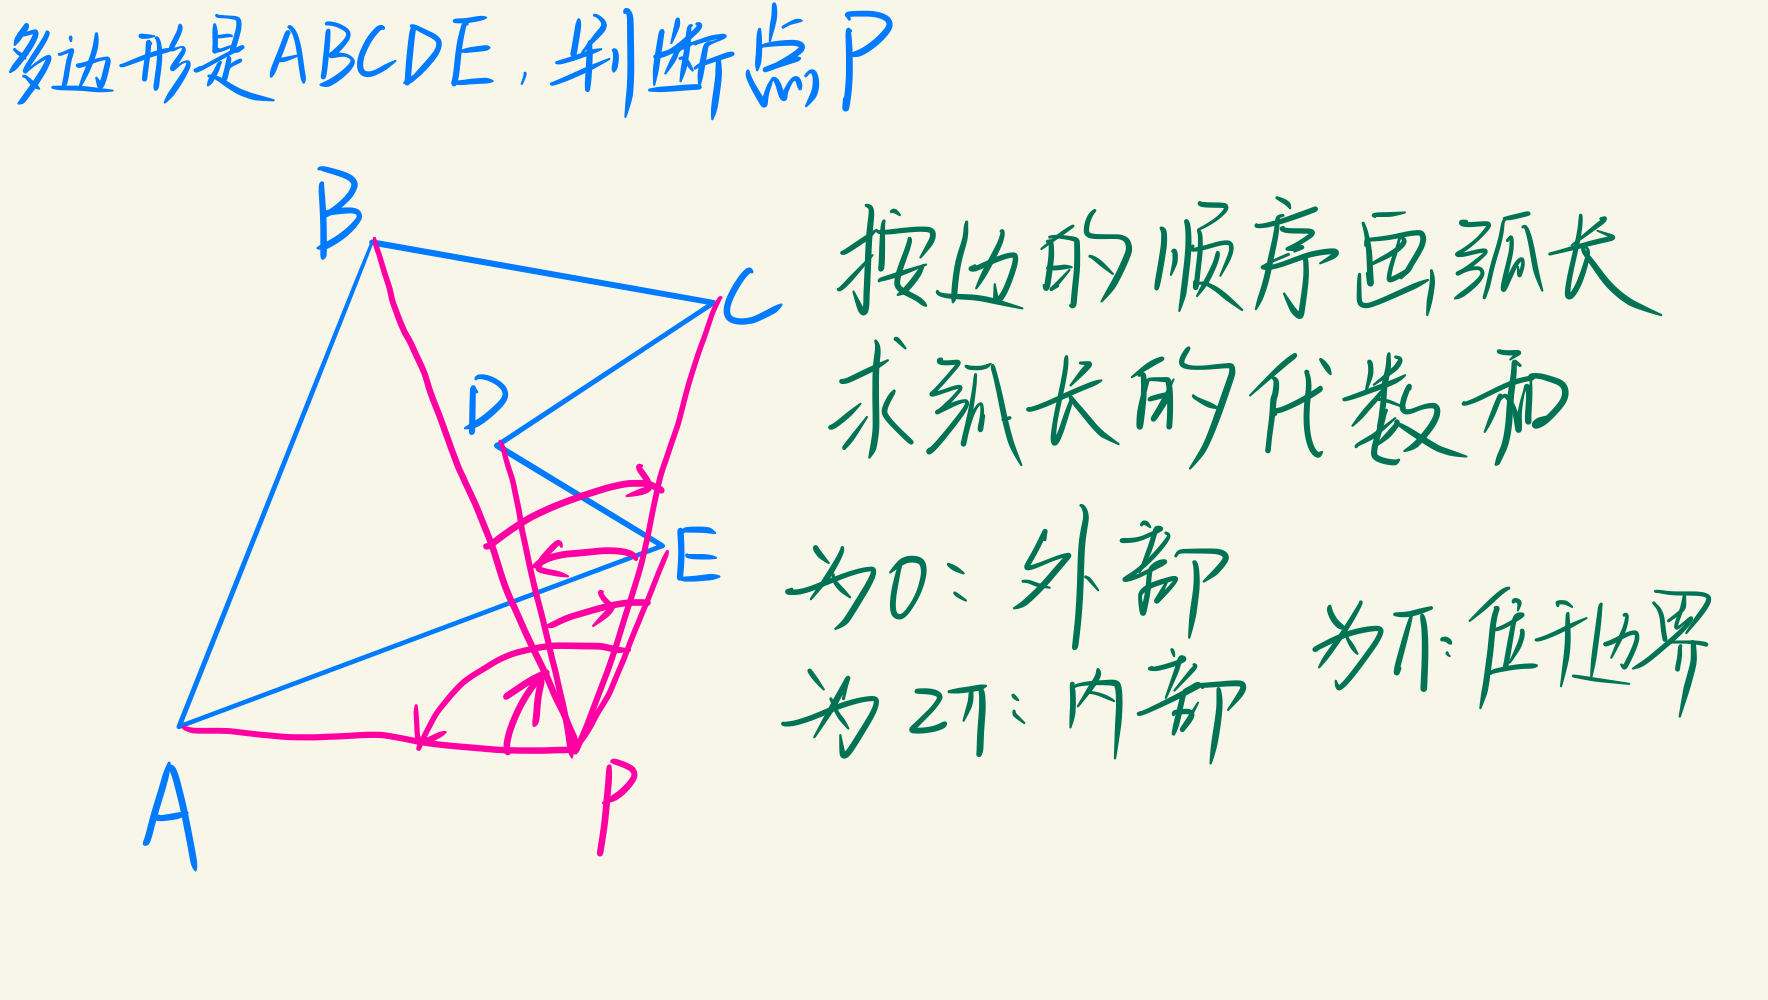 多边形是ABCDE，判断点P
B
C
D
E
A
P
按边的顺序画弧长
求弧长的代数和
为0：外部
为π：位于边界
为2π：内部